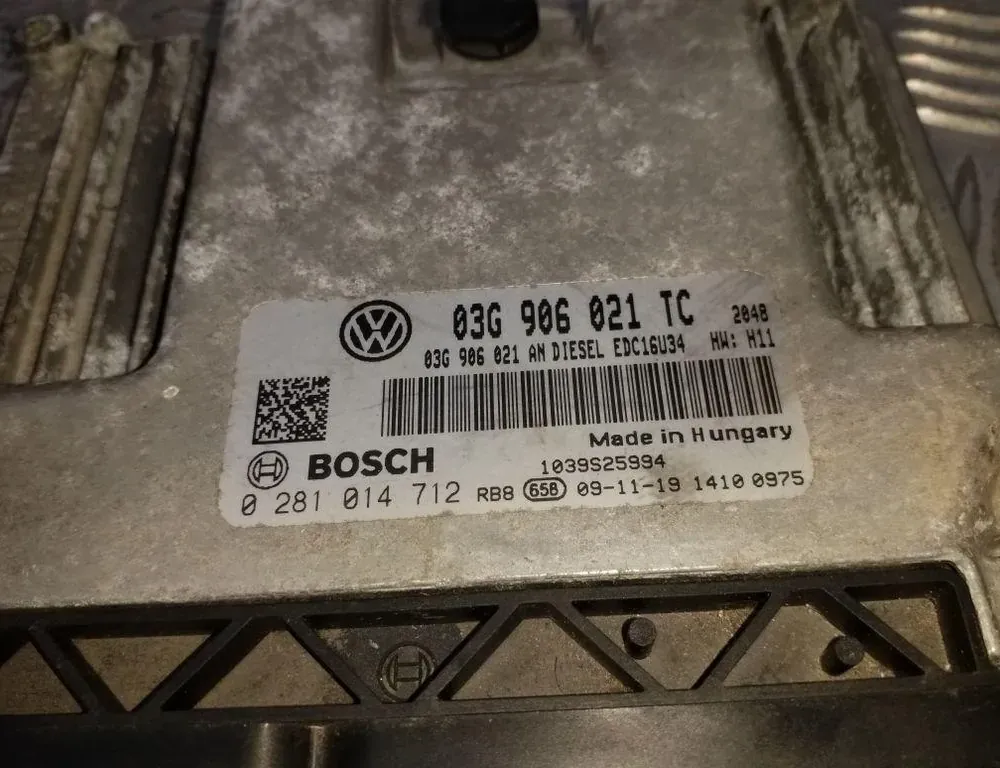 03G 906 021 TC 2048
03G 906 021 AN DIESEL EDC16U34 HW: H11
Made in Hungary
BOSCH 1039S25994
0 281 014 712 RB8 658 09-11-19 1410 0975